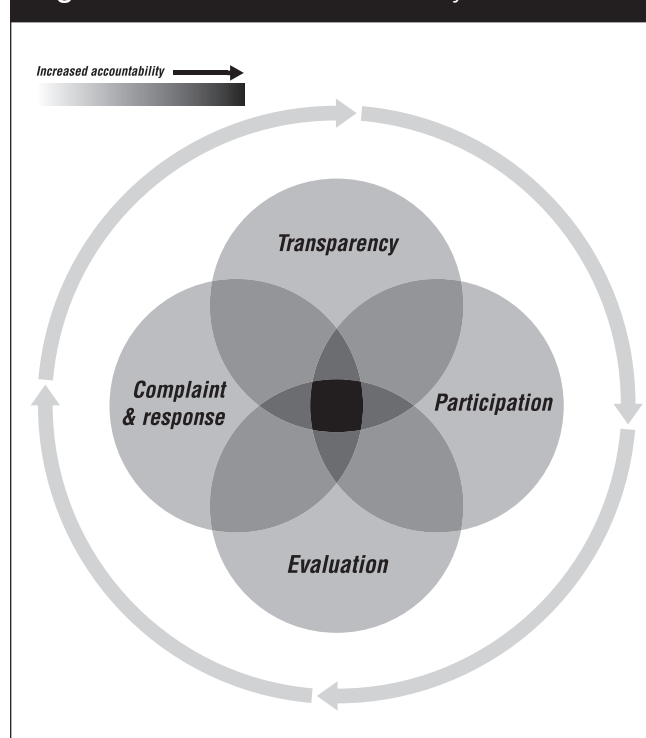 Increased accountability
Transparency
Complaint
& response
Participation
Evaluation